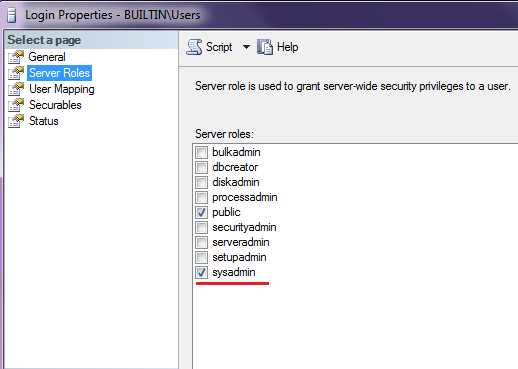 Login Properties - BUILTIN\Users
Select a page
General
Server Roles
User Mapping
Securables
Status
Script
Help
Server role is used to grant server-wide security privileges to a user.
Server roles:
bulkadmin
dbcreator
diskadmin
processadmin
public
securityadmin
serveradmin
setupadmin
sysadmin